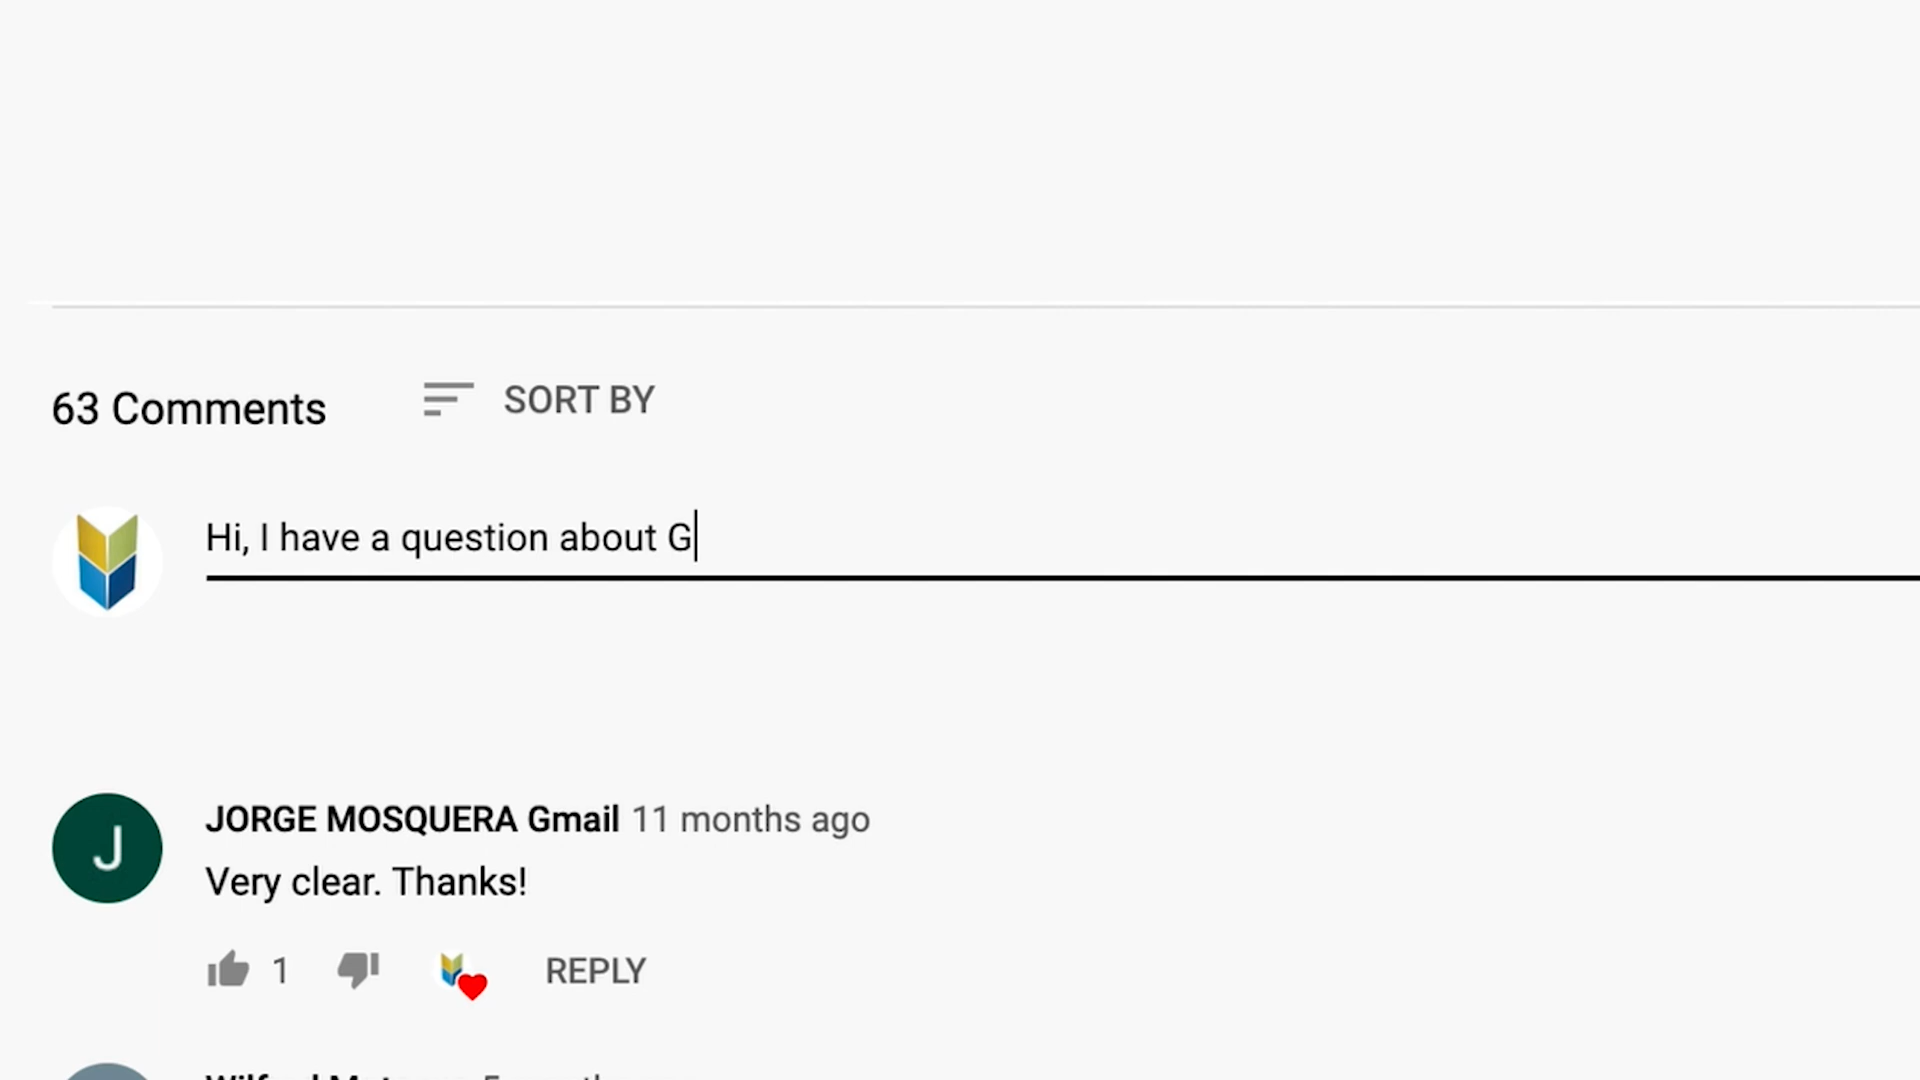 63 Comments
SORT BY
Hi, I have a question about G
J
JORGE MOSQUERA Gmail 11 months ago
Very clear. Thanks!
1
REPLY